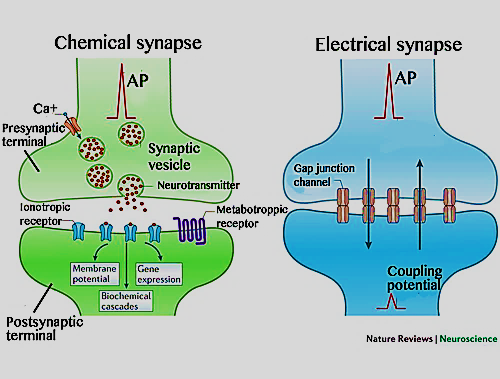 Chemical synapse
Electrical synapse
AP
AP
Ca+
Presynaptic
terminal
Synaptic
vesicle
Neurotransmitter
Gap junction
channel
Ionotropic
receptor
Metabotroppic
receptor
Membrane
potential
Gene
expression
Biochemical
cascades
Coupling
potential
Postsynaptic
terminal
Nature Reviews | Neuroscience